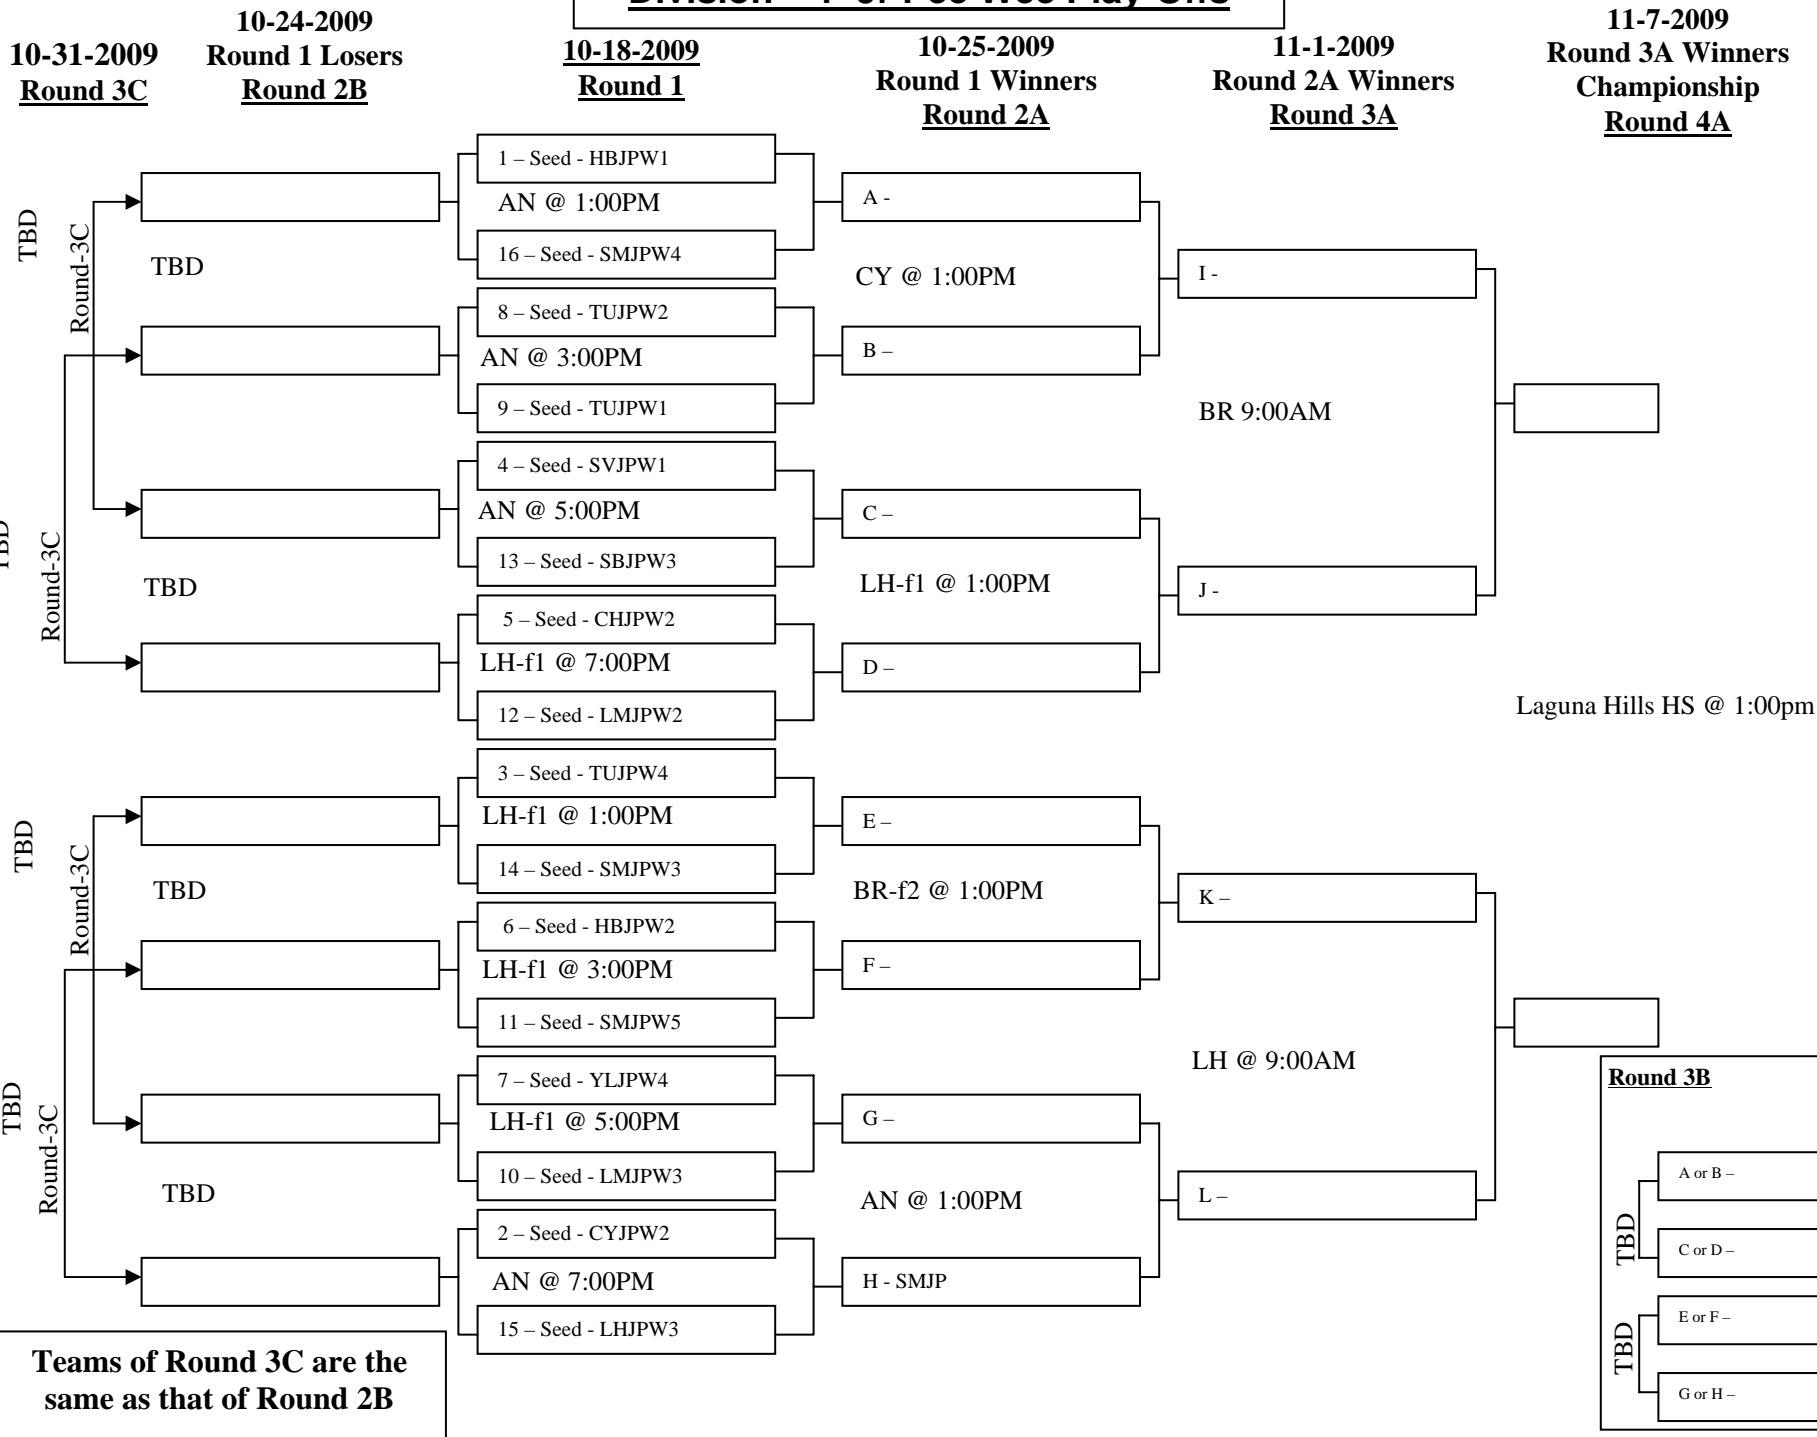 10-31-2009
Round 3C
10-24-2009
Round 1 Losers
Round 2B
10-18-2009
Round 1
10-25-2009
Round 1 Winners
Round 2A
11-1-2009
Round 2A Winners
Round 3A
11-7-2009
Round 3A Winners
Championship
Round 4A
TBD
Round-3C
TBD
Round-3C
TBD
Round-3C
TBD
Round-3C
TBD
TBD
TBD
TBD
1 – Seed - HBJPW1
AN @ 1:00PM
16 – Seed - SMJPW4
8 – Seed - TUJPW2
AN @ 3:00PM
9 – Seed - TUJPW1
4 – Seed - SVJPW1
AN @ 5:00PM
13 – Seed - SBJPW3
5 – Seed - CHJPW2
LH-f1 @ 7:00PM
12 – Seed - LMJPW2
3 – Seed - TUJPW4
LH-f1 @ 1:00PM
14 – Seed - SMJPW3
6 – Seed - HBJPW2
LH-f1 @ 3:00PM
11 – Seed - SMJPW5
7 – Seed - YLJPW4
LH-f1 @ 5:00PM
10 – Seed - LMJPW3
2 – Seed - CYJPW2
AN @ 7:00PM
15 – Seed - LHJPW3
A -
CY @ 1:00PM
B –
C –
LH-f1 @ 1:00PM
D –
E –
BR-f2 @ 1:00PM
F –
G –
AN @ 1:00PM
H - SMJP
I -
BR 9:00AM
J -
K –
LH @ 9:00AM
L –
Laguna Hills HS @ 1:00pm
Round 3B
A or B –
TBD
C or D –
E or F –
TBD
G or H –
Teams of Round 3C are the
same as that of Round 2B